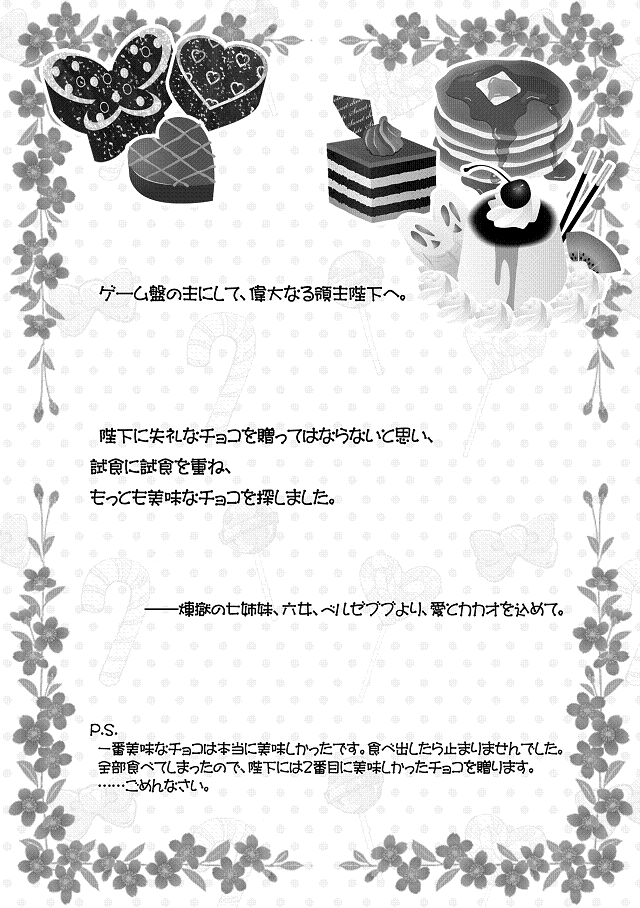 ゲーム盤の主にして、偉大なる領主陛下へ。
陛下に失礼なチョコを贈ってはならないと思い、
試食に試食を重ね、
もっとも美味なチョコを探しました。
――煉獄の七姉妹、六女、ベルゼブブより、愛とカカオを込めて。
P.S.
一番美味なチョコは本当に美味しかったです。食べ出したら止まりませんでした。
全部食べてしまったので、陛下には2番目に美味しかったチョコを贈ります。
……ごめんなさい。